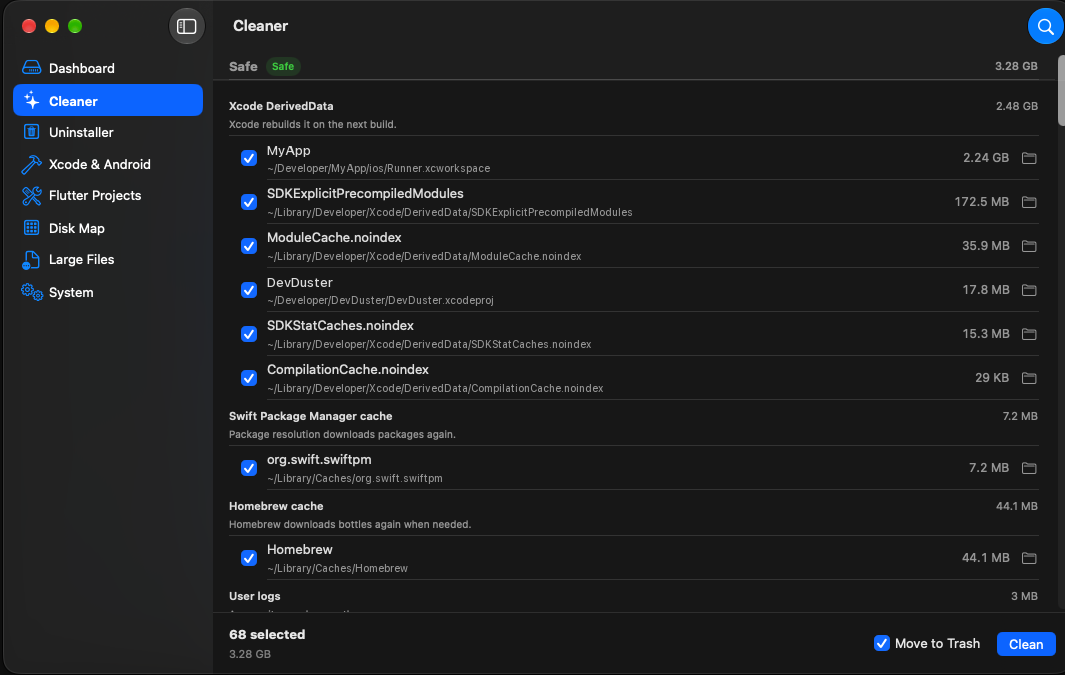 Cleaner
Dashboard
Cleaner
Uninstaller
Xcode & Android
Flutter Projects
Disk Map
Large Files
System
Safe Safe 3.28 GB
Xcode DerivedData 2.48 GB
Xcode rebuilds it on the next build.
MyApp 2.24 GB
~/Developer/MyApp/ios/Runner.xcworkspace
SDKExplicitPrecompiledModules 172.5 MB
~/Library/Developer/Xcode/DerivedData/SDKExplicitPrecompiledModules
ModuleCache.noindex 35.9 MB
~/Library/Developer/Xcode/DerivedData/ModuleCache.noindex
DevDuster 17.8 MB
~/Developer/DevDuster/DevDuster.xcodeproj
SDKStatCaches.noindex 15.3 MB
~/Library/Developer/Xcode/DerivedData/SDKStatCaches.noindex
CompilationCache.noindex 29 KB
~/Library/Developer/Xcode/DerivedData/CompilationCache.noindex
Swift Package Manager cache 7.2 MB
Package resolution downloads packages again.
org.swift.swiftpm 7.2 MB
~/Library/Caches/org.swift.swiftpm
Homebrew cache 44.1 MB
Homebrew downloads bottles again when needed.
Homebrew 44.1 MB
~/Library/Caches/Homebrew
User logs 3 MB
68 selected
3.28 GB
Move to Trash
Clean